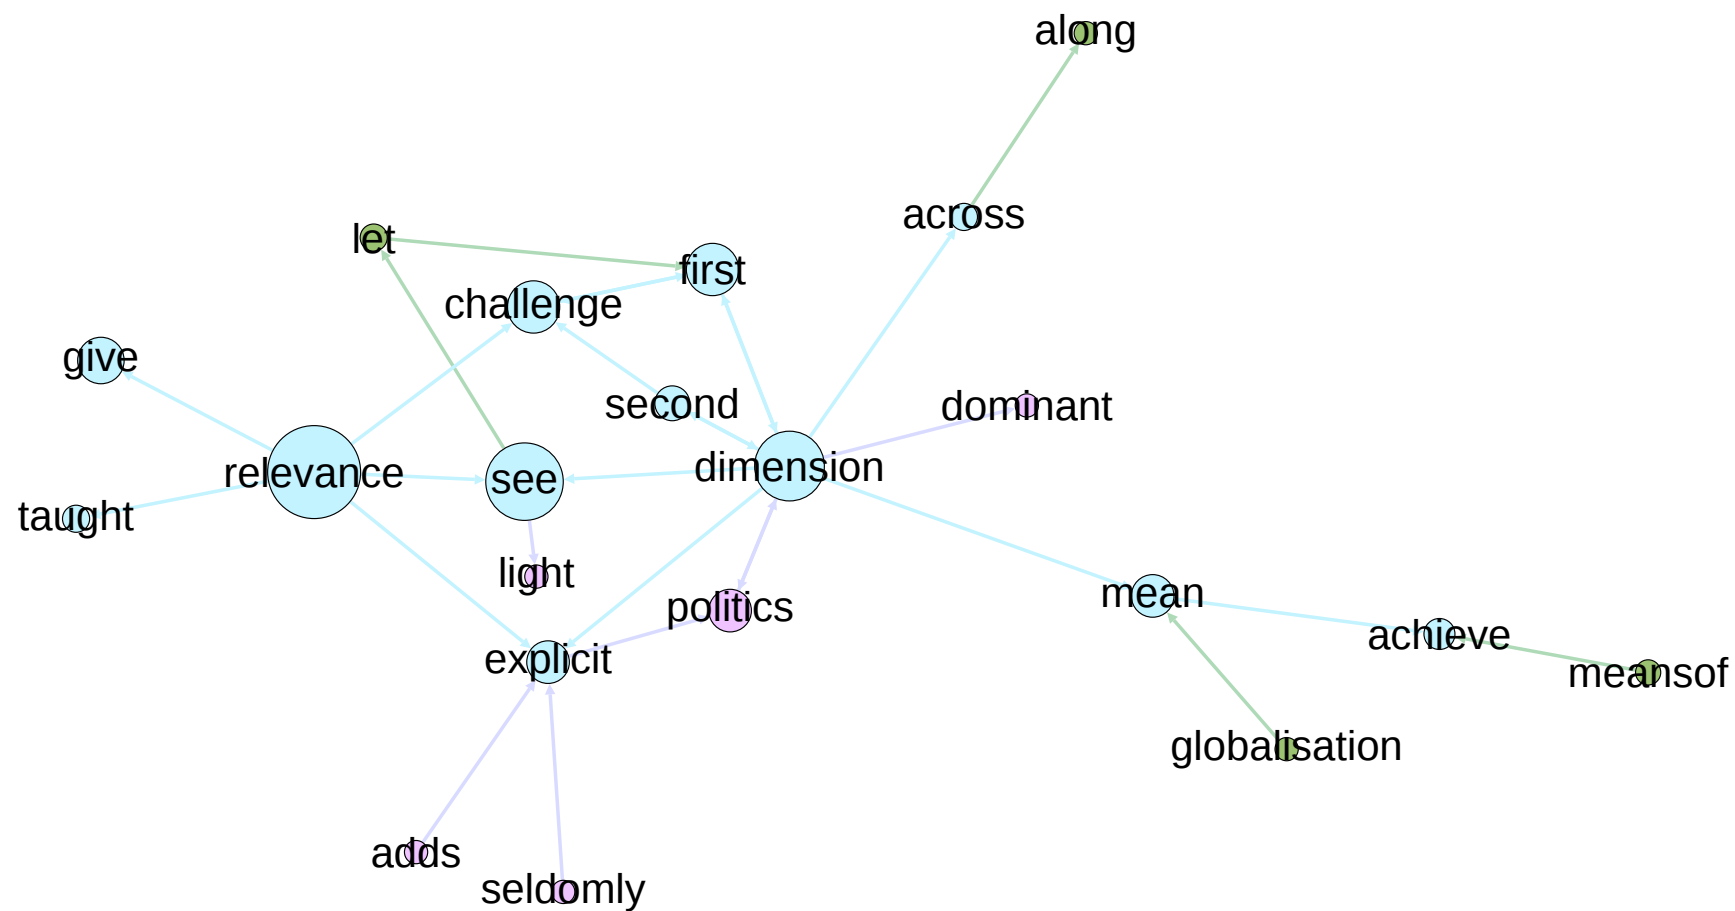 along
across
let
first
challenge
give
second
dominant
dimension
relevance
see
taught
light
mean
politics
achieve
explicit
meansof
globalisation
adds
seldomly